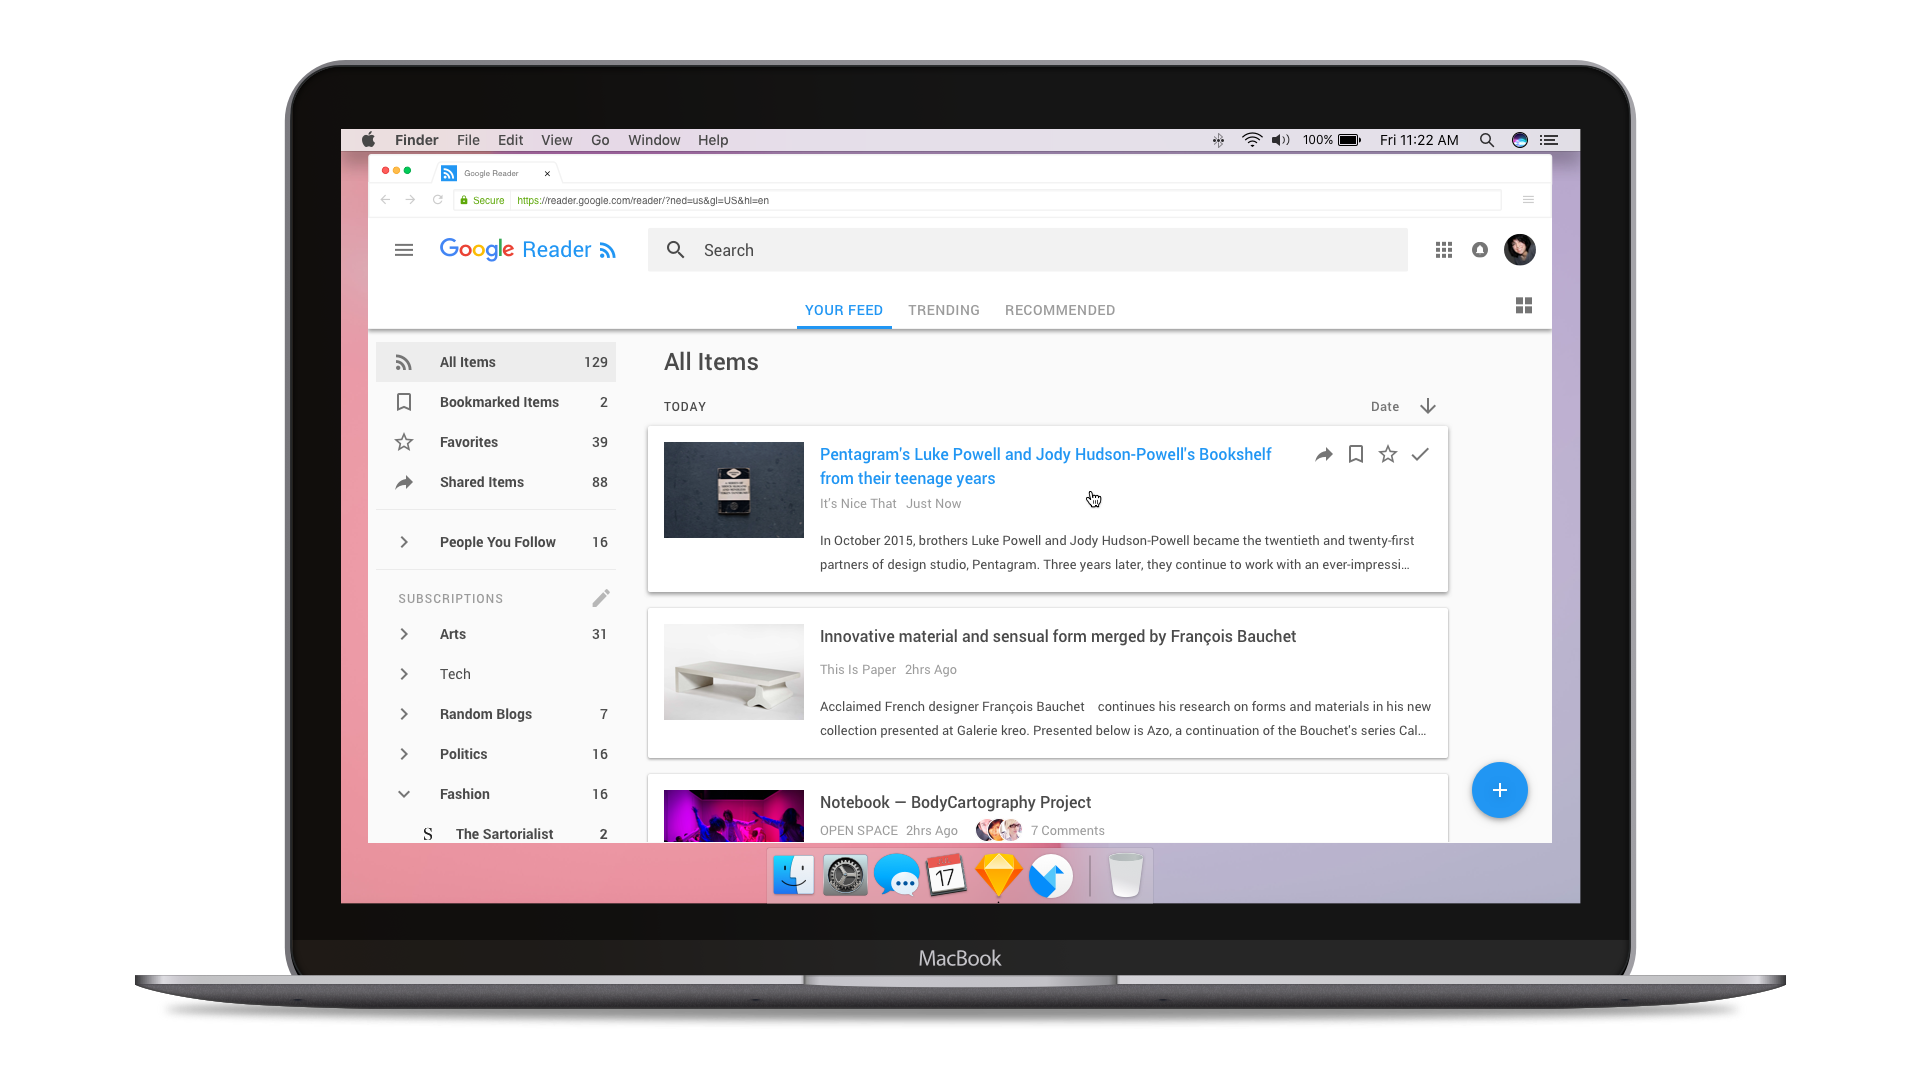 Finder File Edit View Go Window Help 100% Fri 11:22 AM
Google Reader
Secure https://reader.google.com/reader/?ned=us&gl=US&hl=en
Google Reader Search
YOUR FEED TRENDING RECOMMENDED
All Items 129
Bookmarked Items 2
Favorites 39
Shared Items 88
People You Follow 16
SUBSCRIPTIONS
Arts 31
Tech
Random Blogs 7
Politics 16
Fashion 16
S The Sartorialist 2
All Items
TODAY Date
Pentagram's Luke Powell and Jody Hudson-Powell's Bookshelf
from their teenage years
It's Nice That Just Now
In October 2015, brothers Luke Powell and Jody Hudson-Powell became the twentieth and twenty-first
partners of design studio, Pentagram. Three years later, they continue to work with an ever-impressi...
Innovative material and sensual form merged by François Bauchet
This Is Paper 2hrs Ago
Acclaimed French designer François Bauchet continues his research on forms and materials in his new
collection presented at Galerie kreo. Presented below is Azo, a continuation of the Bouchet's series Cal...
Notebook — BodyCartography Project
OPEN SPACE 2hrs Ago 7 Comments
17
MacBook